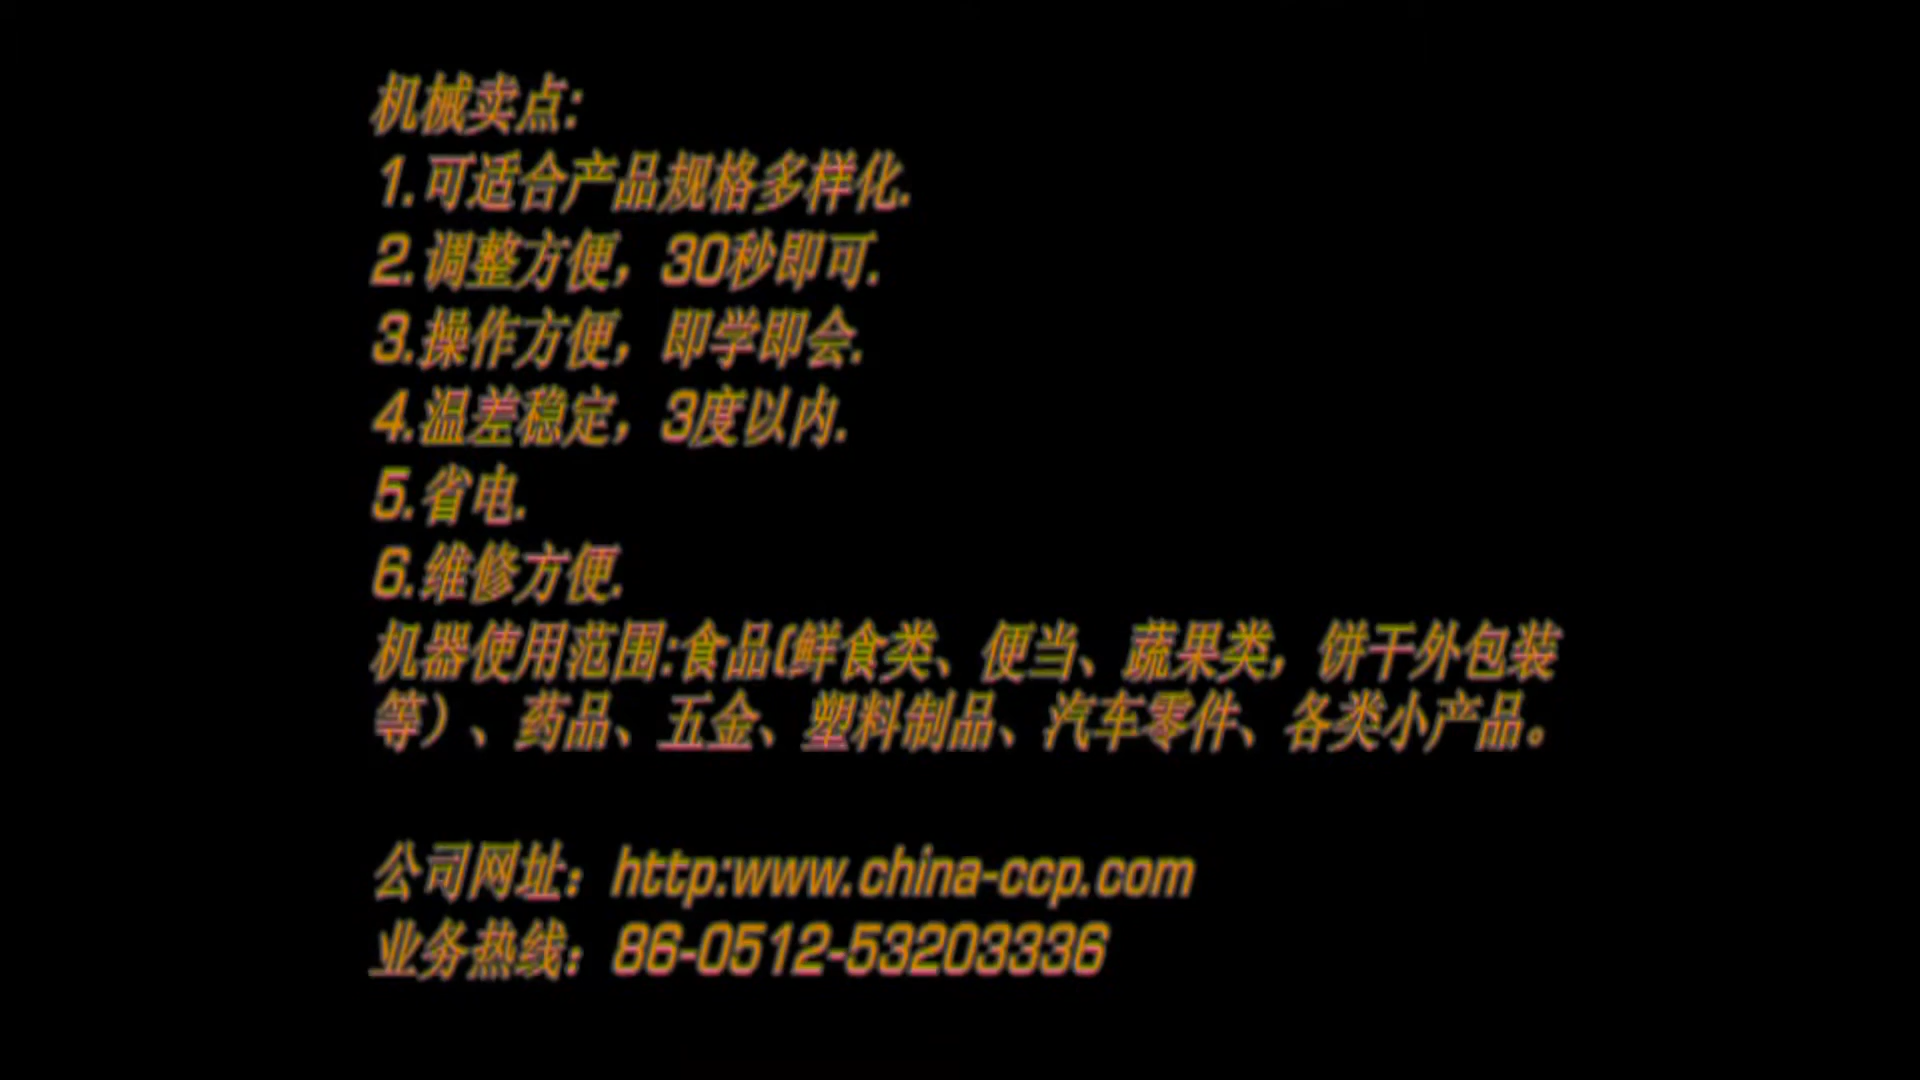 机械卖点:
1.可适合产品规格多样化.
2.调整方便，30秒即可.
3.操作方便，即学即会.
4.温差稳定，3度以内.
5.省电.
6.维修方便.
机器使用范围:食品(鲜食类、便当、蔬果类，饼干外包装
等）、药品、五金、塑料制品、汽车零件、各类小产品。
公司网址：http:www.china-ccp.com
业务热线：86-0512-53203336